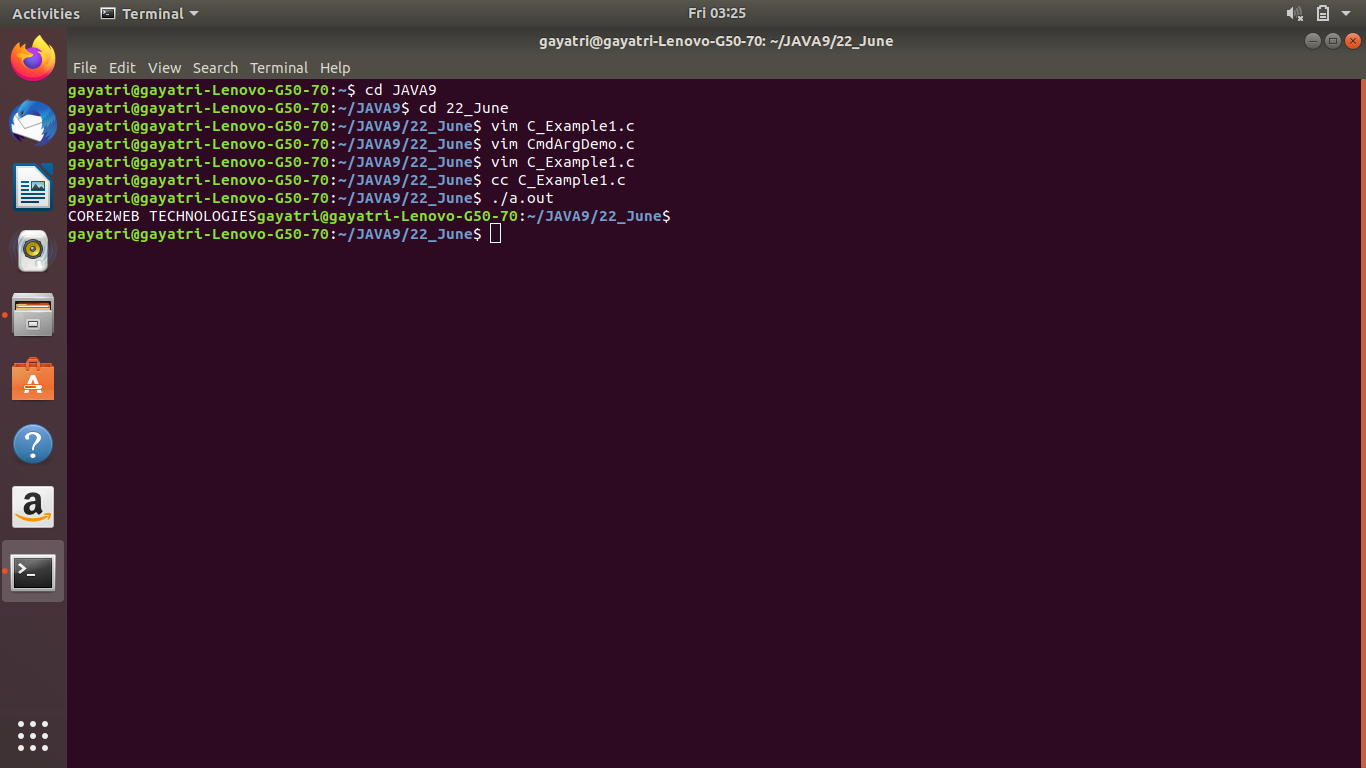 Activities Terminal Fri 03:25
gayatri@gayatri-Lenovo-G50-70: ~/JAVA9/22_June
File Edit View Search Terminal Help
gayatri@gayatri-Lenovo-G50-70:~$ cd JAVA9
gayatri@gayatri-Lenovo-G50-70:~/JAVA9$ cd 22_June
gayatri@gayatri-Lenovo-G50-70:~/JAVA9/22_June$ vim C_Example1.c
gayatri@gayatri-Lenovo-G50-70:~/JAVA9/22_June$ vim CmdArgDemo.c
gayatri@gayatri-Lenovo-G50-70:~/JAVA9/22_June$ vim C_Example1.c
gayatri@gayatri-Lenovo-G50-70:~/JAVA9/22_June$ cc C_Example1.c
gayatri@gayatri-Lenovo-G50-70:~/JAVA9/22_June$ ./a.out
CORE2WEB TECHNOLOGIESgayatri@gayatri-Lenovo-G50-70:~/JAVA9/22_June$
gayatri@gayatri-Lenovo-G50-70:~/JAVA9/22_June$